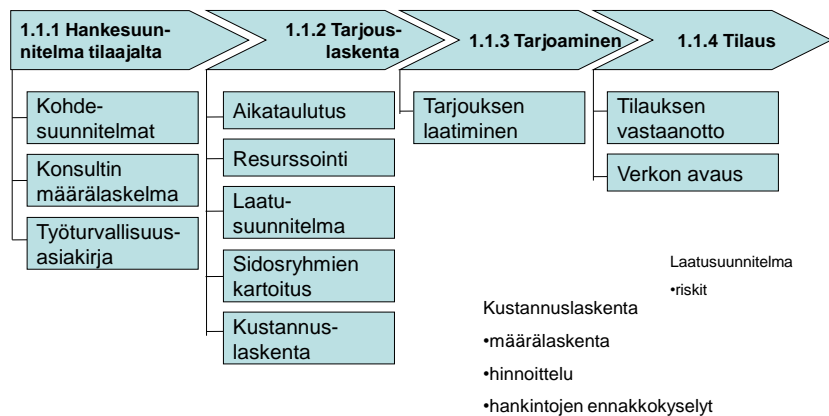 1.1.1 Hankesuun-
nitelma tilaajalta
1.1.2 Tarjous-
laskenta
1.1.3 Tarjoaminen
1.1.4 Tilaus
Kohde-
suunnitelmat
Konsultin
määrälaskelma
Työturvallisuus-
asiakirja
Aikataulutus
Resurssointi
Laatu-
suunnitelma
Sidosryhmien
kartoitus
Kustannus-
laskenta
Tarjouksen
laatiminen
Tilauksen
vastaanotto
Verkon avaus
Laatusuunnitelma
•riskit
Kustannuslaskenta
•määrälaskenta
•hinnoittelu
•hankintojen ennakkokyselyt